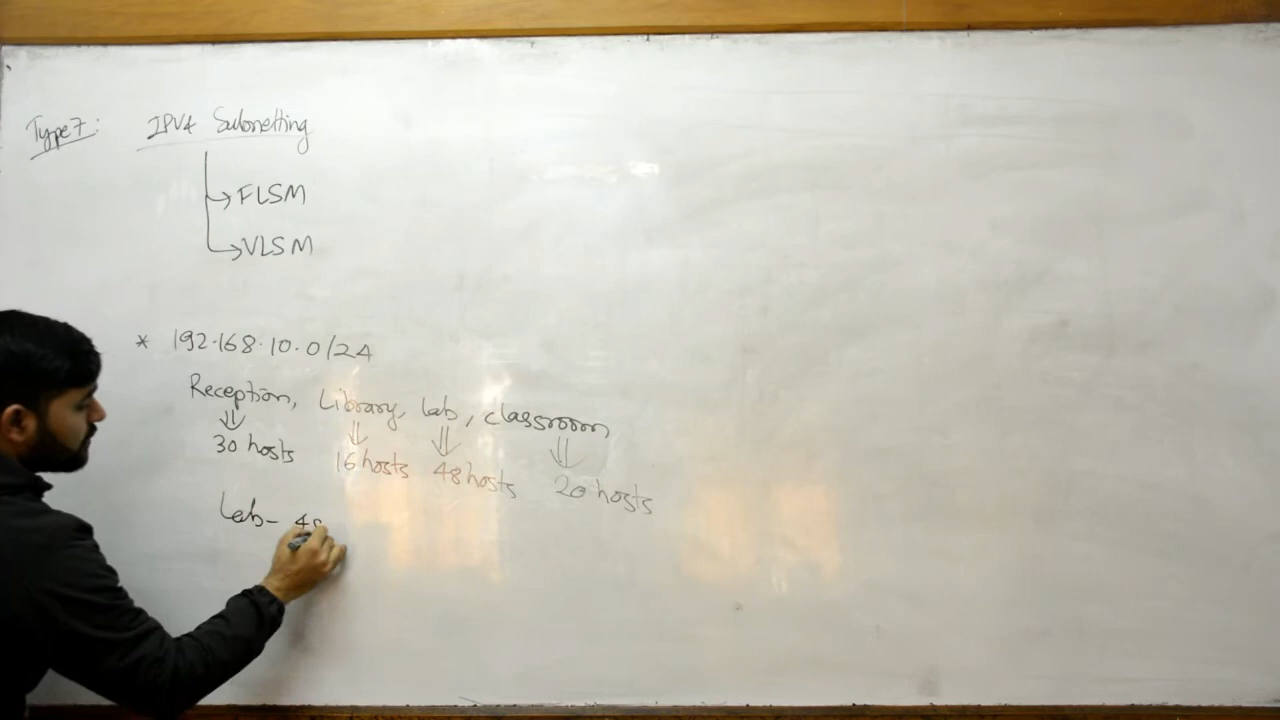 Type 7: IPV4 Subnetting
FLSM
VLSM
* 192.168.10.0/24
Reception, Library, Lab, classroom
30 hosts 16 hosts 48 hosts 20 hosts
Lab - 48